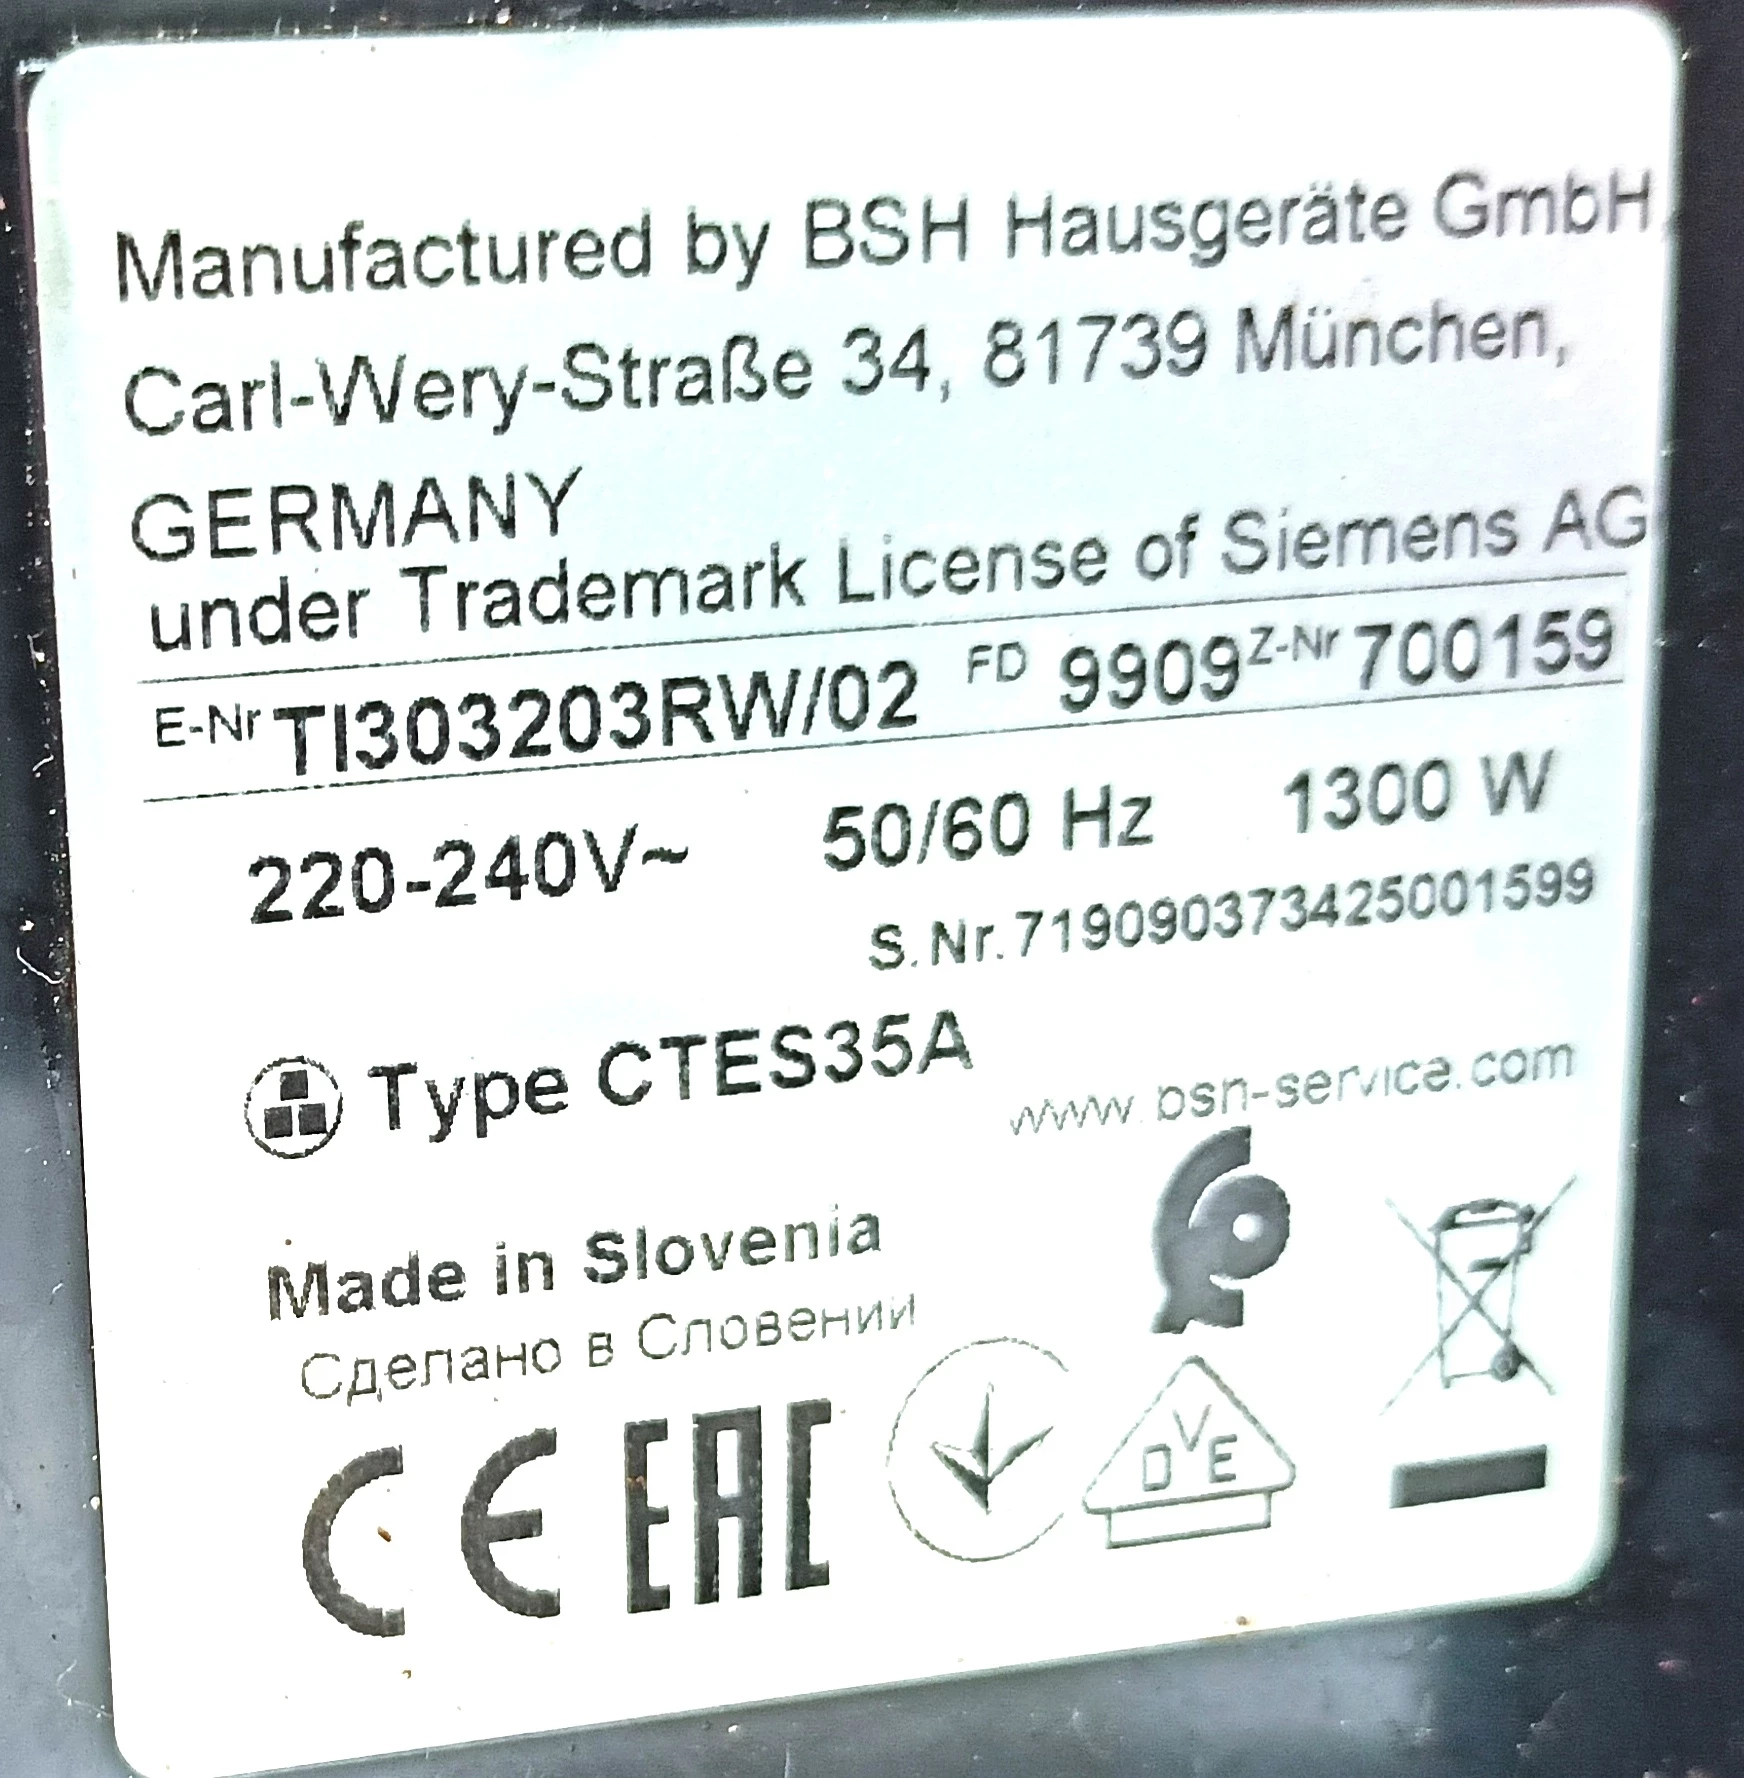 Manufactured by BSH Hausgeräte GmbH
Carl-Wery-Straße 34, 81739 München,
GERMANY
under Trademark License of Siemens AG
E-Nr TI303203RW/02 FD 9909 Z-Nr 700159
220-240V~ 50/60 Hz 1300 W
S.Nr. 719090373425001599
Type CTES35A
www.bsh-service.com
Made in Slovenia
Сделано в Словении
CE EAC
DVE